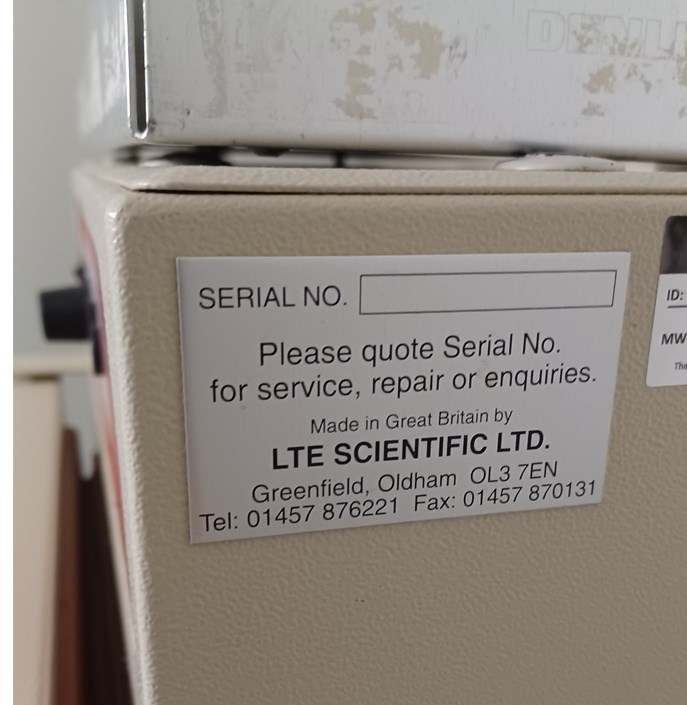 SERIAL NO.
Please quote Serial No.
for service, repair or enquiries.
Made in Great Britain by
LTE SCIENTIFIC LTD.
Greenfield, Oldham OL3 7EN
Tel: 01457 876221 Fax: 01457 870131
ID:
MW
The